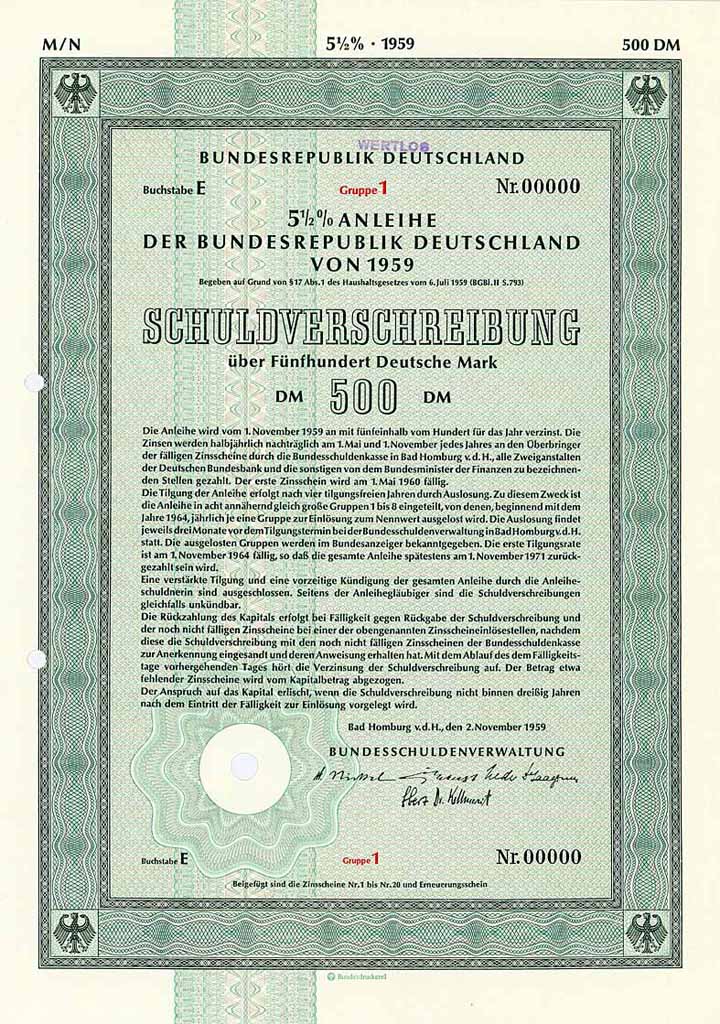 M/N 5½% · 1959 500 DM
WERTLOS
BUNDESREPUBLIK DEUTSCHLAND
Buchstabe E Gruppe 1 Nr. 00000
5½% ANLEIHE
DER BUNDESREPUBLIK DEUTSCHLAND
VON 1959
Begeben auf Grund von §17 Abs. 1 des Haushaltsgesetzes vom 6. Juli 1959 (BGBl. II S. 793)
SCHULDVERSCHREIBUNG
über Fünfhundert Deutsche Mark
DM 500 DM
Die Anleihe wird vom 1. November 1959 an mit fünfeinhalb vom Hundert für das Jahr verzinst. Die
Zinsen werden halbjährlich nachträglich am 1. Mai und 1. November jedes Jahres an den Überbringer
der fälligen Zinsscheine durch die Bundesschuldenkasse in Bad Homburg v. d. H., alle Zweiganstalten
der Deutschen Bundesbank und die sonstigen von dem Bundesminister der Finanzen zu bezeichnen-
den Stellen gezahlt. Der erste Zinsschein wird am 1. Mai 1960 fällig.
Die Tilgung der Anleihe erfolgt nach vier tilgungsfreien Jahren durch Auslosung. Zu diesem Zweck ist
die Anleihe in acht annähernd gleich große Gruppen 1 bis 8 eingeteilt, von denen, beginnend mit dem
Jahre 1964, jährlich je eine Gruppe zur Einlösung zum Nennwert ausgelost wird. Die Auslosung findet
jeweils drei Monate vor dem Tilgungstermin bei der Bundesschuldenverwaltung in Bad Homburg v. d. H.
statt. Die ausgelosten Gruppen werden im Bundesanzeiger bekanntgegeben. Die erste Tilgungsrate
ist am 1. November 1964 fällig, so daß die gesamte Anleihe spätestens am 1. November 1971 zurück-
gezahlt sein wird.
Eine verstärkte Tilgung und eine vorzeitige Kündigung der gesamten Anleihe durch die Anleihe-
schuldnerin sind ausgeschlossen. Seitens der Anleihegläubiger sind die Schuldverschreibungen
gleichfalls unkündbar.
Die Rückzahlung des Kapitals erfolgt bei Fälligkeit gegen Rückgabe der Schuldverschreibung und
der noch nicht fälligen Zinsscheine bei einer der obengenannten Zinsscheineinlösestellen, nachdem
diese die Schuldverschreibung mit den noch nicht fälligen Zinsscheinen der Bundesschuldenkasse
zur Anerkennung eingesandt und deren Anweisung erhalten hat. Mit dem Ablauf des dem Fälligkeits-
tage vorhergehenden Tages hört die Verzinsung der Schuldverschreibung auf. Der Betrag etwa
fehlender Zinsscheine wird vom Kapitalbetrag abgezogen.
Der Anspruch auf das Kapital erlischt, wenn die Schuldverschreibung nicht binnen dreißig Jahren
nach dem Eintritt der Fälligkeit zur Einlösung vorgelegt wird.
Bad Homburg v. d. H., den 2. November 1959
BUNDESSCHULDENVERWALTUNG
Buchstabe E Gruppe 1 Nr. 00000
Beigefügt sind die Zinsscheine Nr. 1 bis Nr. 20 und Erneuerungsschein
Bundesdruckerei